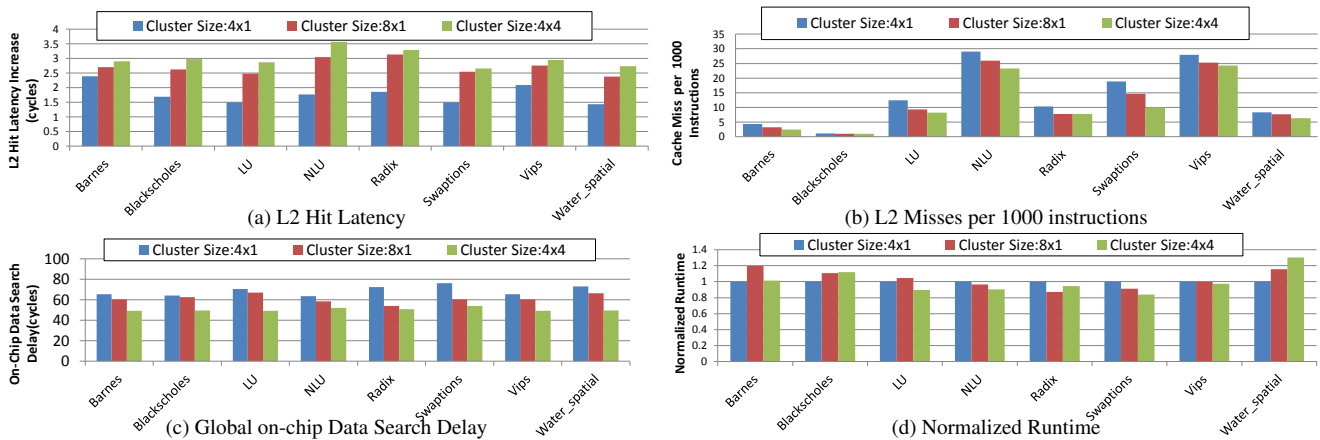 Cluster Size:4x1 Cluster Size:8x1 Cluster Size:4x4
L2 Hit Latency Increase (cycles)
4
3.5
3
2.5
2
1.5
1
0.5
0
Barnes
Blackscholes
LU
NLU
Radix
Swaptions
Vips
Water_spatial
(a) L2 Hit Latency
Cluster Size:4x1 Cluster Size:8x1 Cluster Size:4x4
Cache Miss per 1000 Instructions
35
30
25
20
15
10
5
0
Barnes
Blackscholes
LU
NLU
Radix
Swaptions
Vips
Water_spatial
(b) L2 Misses per 1000 instructions
Cluster Size:4x1 Cluster Size:8x1 Cluster Size:4x4
On-Chip Data Search Delay(cycles)
100
80
60
40
20
0
Barnes
Blackscholes
LU
NLU
Radix
Swaptions
Vips
Water_spatial
(c) Global on-chip Data Search Delay
Cluster Size:4x1 Cluster Size:8x1 Cluster Size:4x4
Normalized Runtime
1.4
1.2
1
0.8
0.6
0.4
0.2
0
Barnes
Blackscholes
LU
NLU
Radix
Swaptions
Vips
Water_spatial
(d) Normalized Runtime